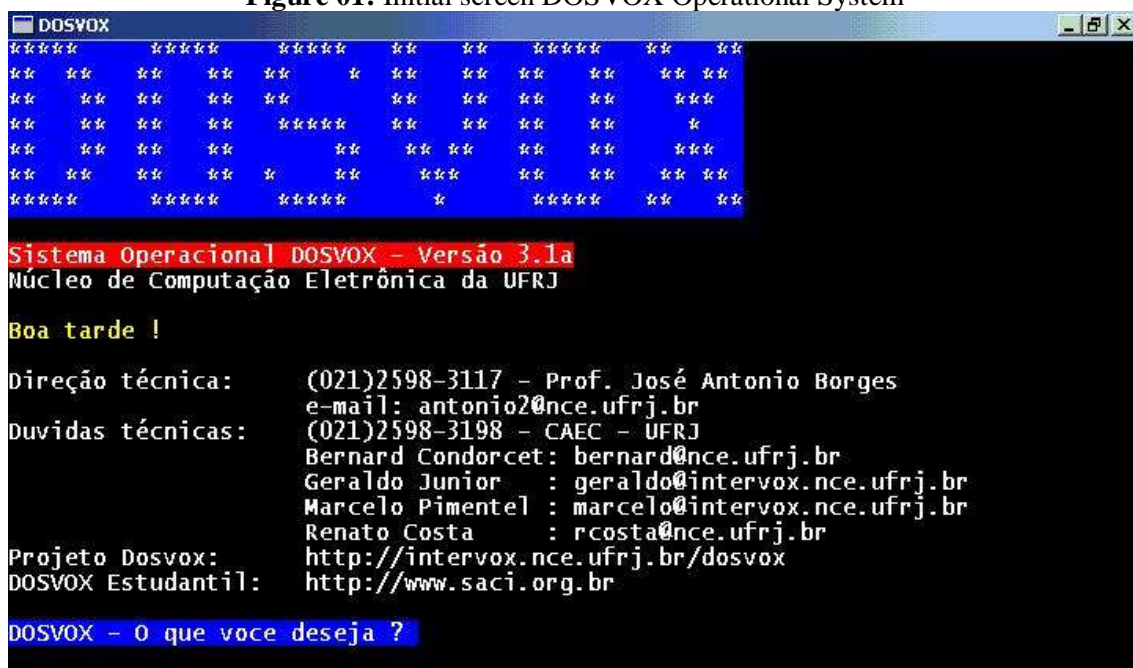 Figure 01: Initial screen DOSVOX Operational System
DOSVOX
DOSVOX
Sistema Operacional DOSVOX – Versão 3.1a
Núcleo de Computação Eletrônica da UFRJ
Boa tarde !
Direção técnica: (021)2598-3117 – Prof. José Antonio Borges
e-mail: antonio2@nce.ufrj.br
Duvidas técnicas: (021)2598-3198 – CAEC – UFRJ
Bernard Condorcet: bernard@nce.ufrj.br
Geraldo Junior : geraldo@intervox.nce.ufrj.br
Marcelo Pimentel : marcelo@intervox.nce.ufrj.br
Renato Costa : rcosta@nce.ufrj.br
Projeto Dosvox: http://intervox.nce.ufrj.br/dosvox
DOSVOX Estudantil: http://www.saci.org.br
DOSVOX – O que voce deseja ?